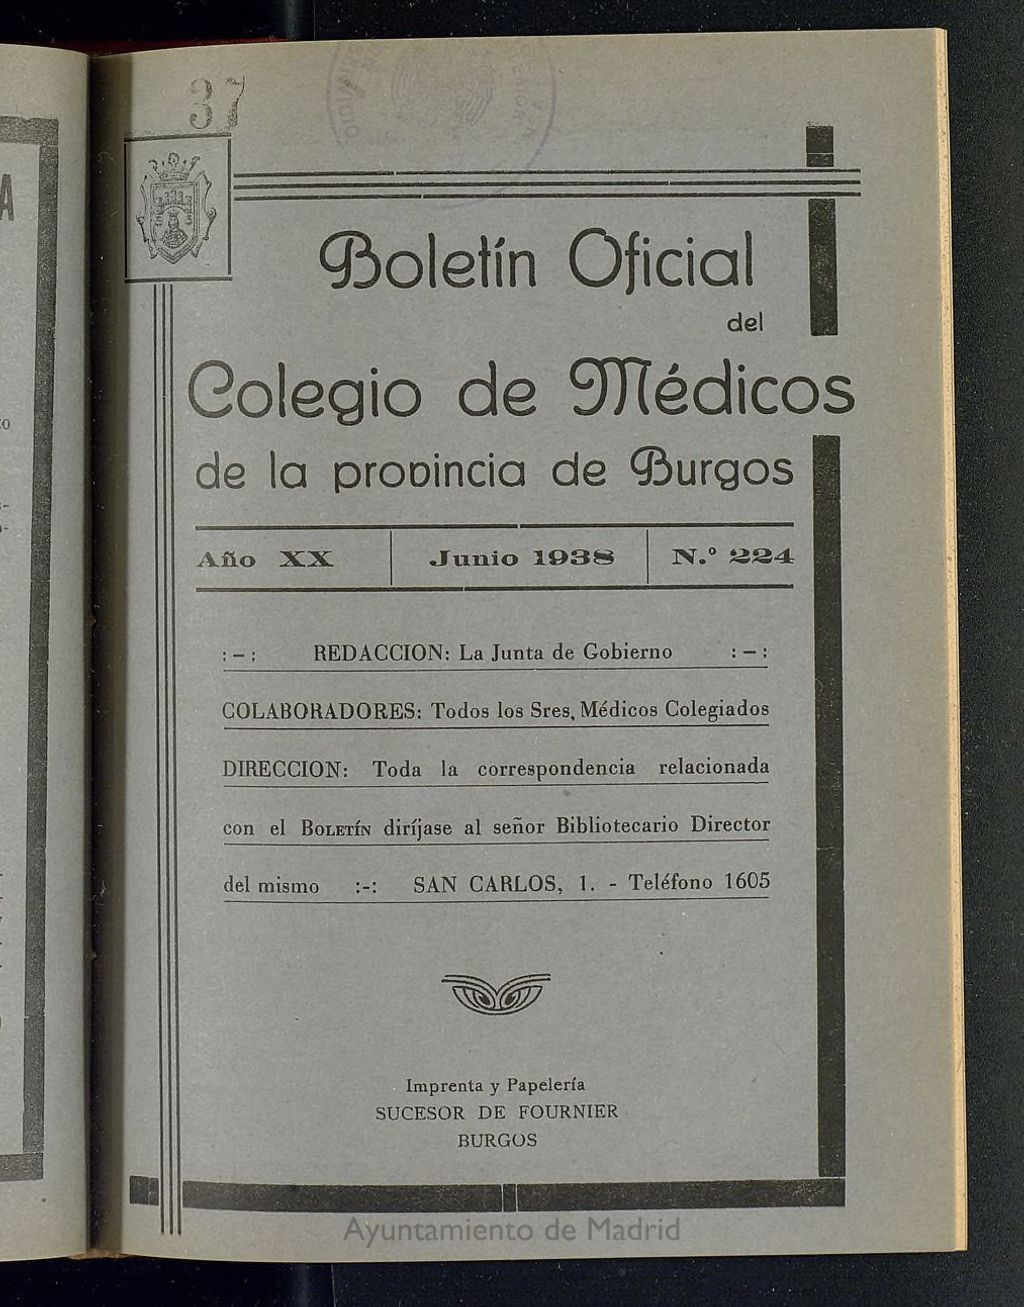 37
Boletín Oficial
del
Colegio de Médicos
de la provincia de Burgos
Año XX
Junio 1938
N.º 224
:-: REDACCION: La Junta de Gobierno :-:
COLABORADORES: Todos los Sres. Médicos Colegiados
DIRECCION: Toda la correspondencia relacionada
con el BOLETÍN diríjase al señor Bibliotecario Director
del mismo :-: SAN CARLOS, 1. - Teléfono 1605
Imprenta y Papelería
SUCESOR DE FOURNIER
BURGOS
Ayuntamiento de Madrid